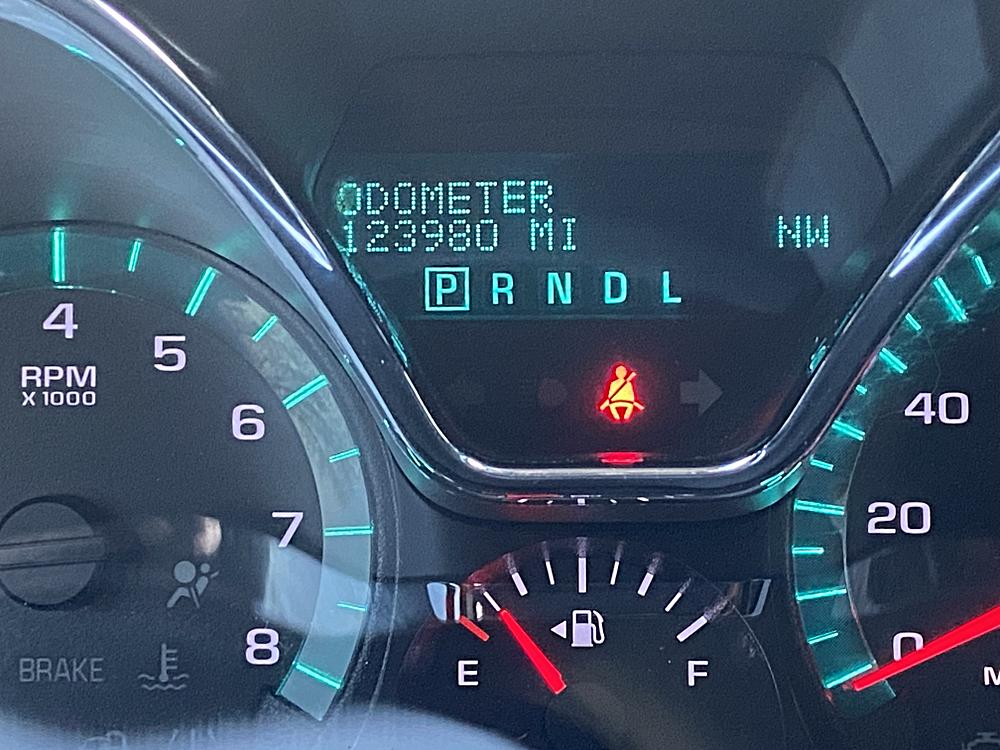 ODOMETER
123980 MI NW
P R N D L
4
5
6
7
8
RPM
X 1000
BRAKE
E F
40
20
0
M